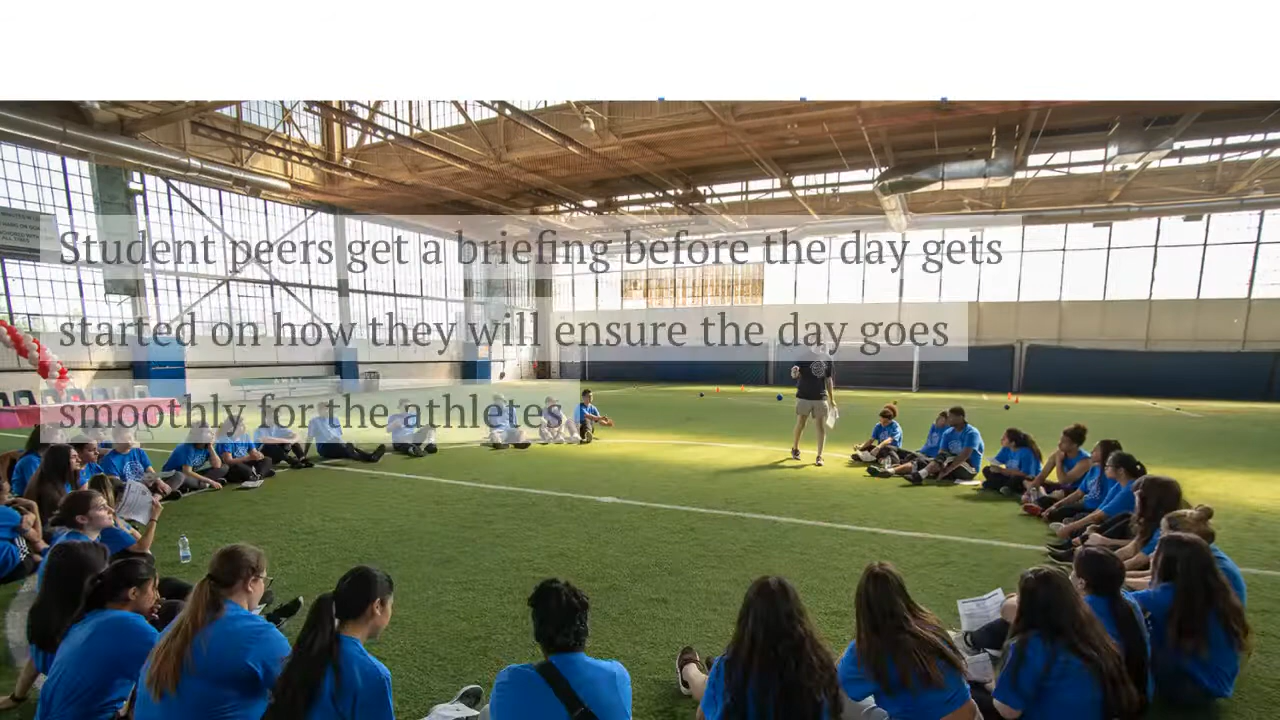 Student peers get a briefing before the day gets
started on how they will ensure the day goes
smoothly for the athletes